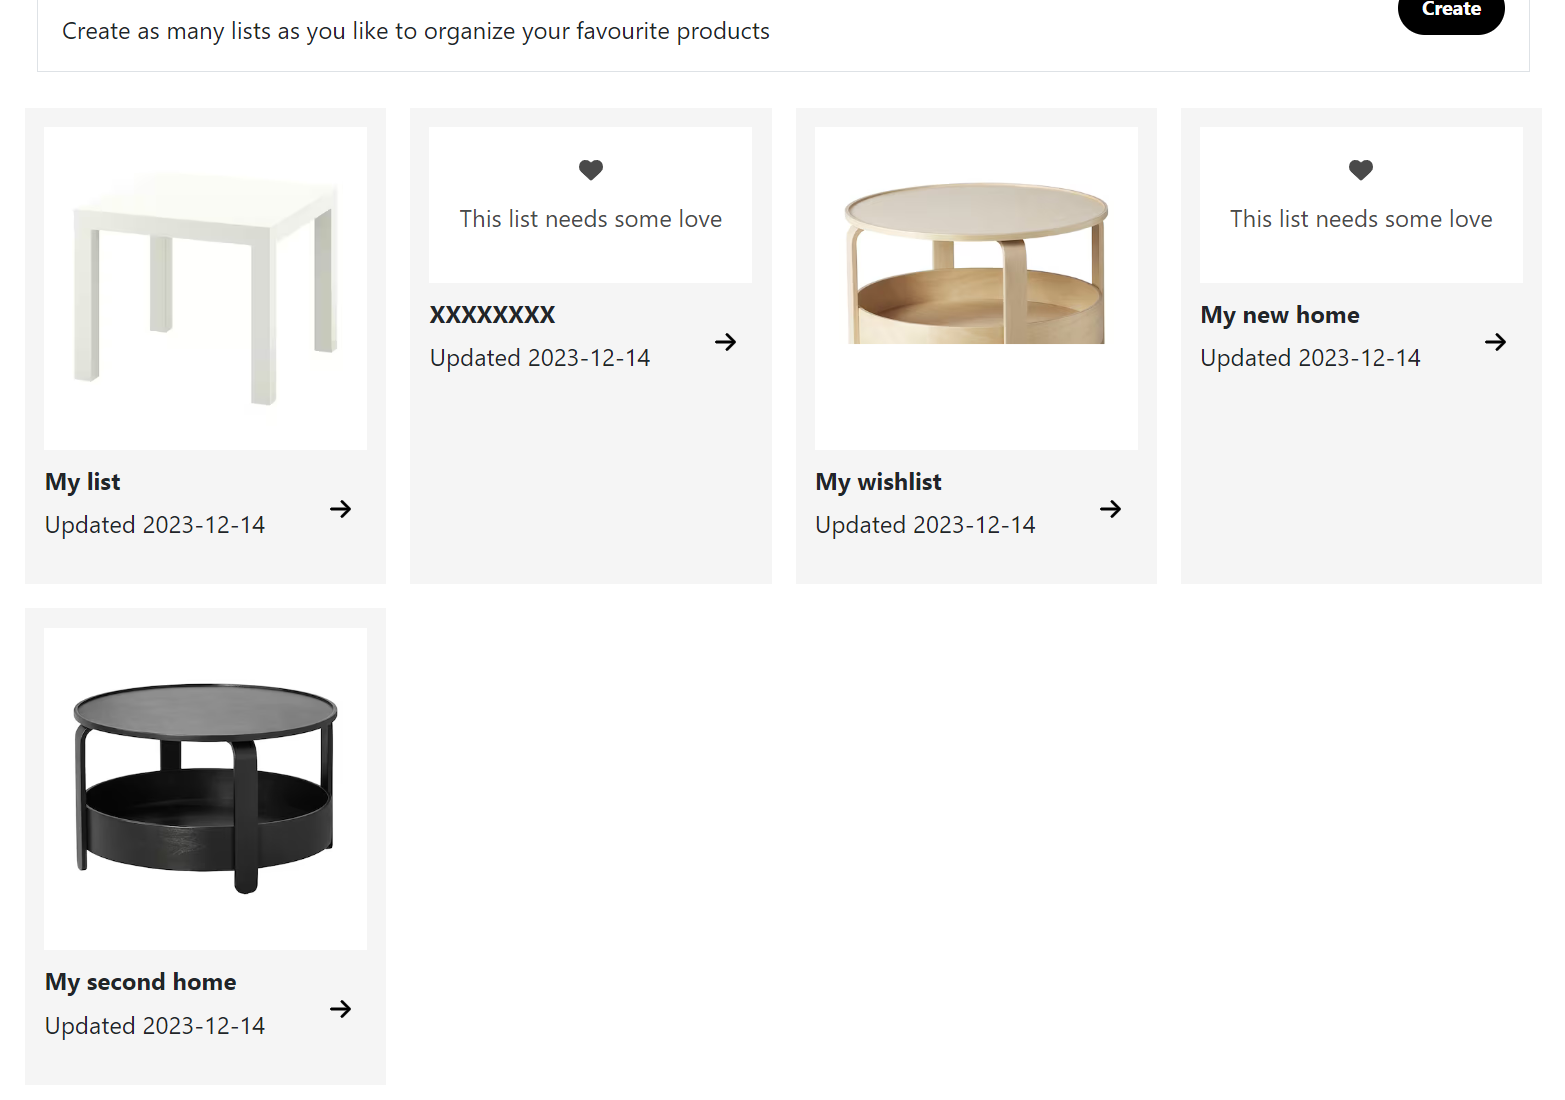 Create as many lists as you like to organize your favourite products
Create
This list needs some love
This list needs some love
XXXXXXXX
Updated 2023-12-14
My new home
Updated 2023-12-14
My list
Updated 2023-12-14
My wishlist
Updated 2023-12-14
My second home
Updated 2023-12-14